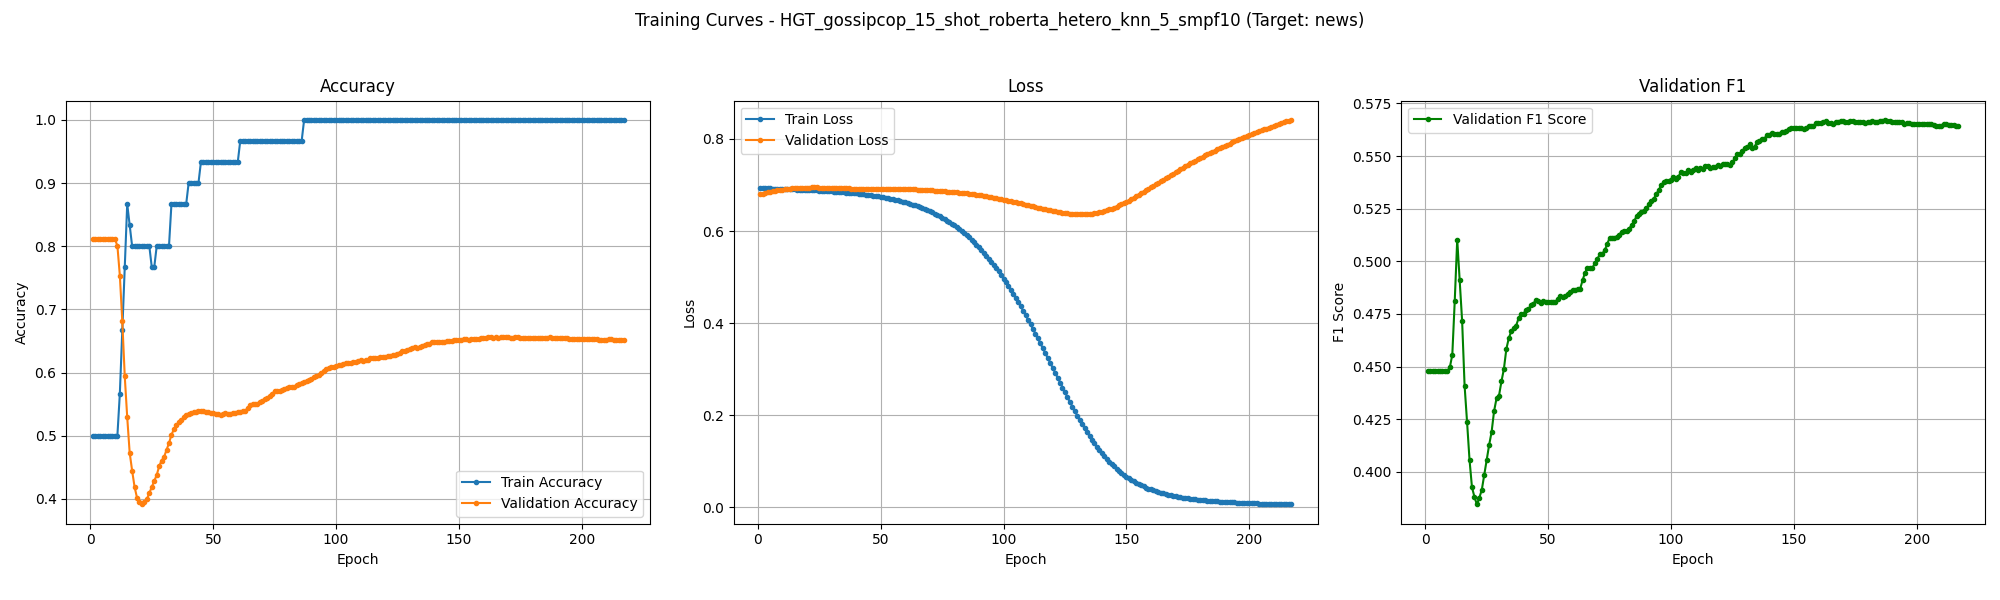 Training Curves - HGT_gossipcop_15_shot_roberta_hetero_knn_5_smpf10 (Target: news)
Accuracy
1.0
0.9
0.8
0.7
0.6
0.5
0.4
Accuracy
0 50 100 150 200
Epoch
Train Accuracy
Validation Accuracy
Loss
0.8
0.6
0.4
0.2
0.0
Loss
0 50 100 150 200
Epoch
Train Loss
Validation Loss
Validation F1
0.575
0.550
0.525
0.500
0.475
0.450
0.425
0.400
F1 Score
0 50 100 150 200
Epoch
Validation F1 Score